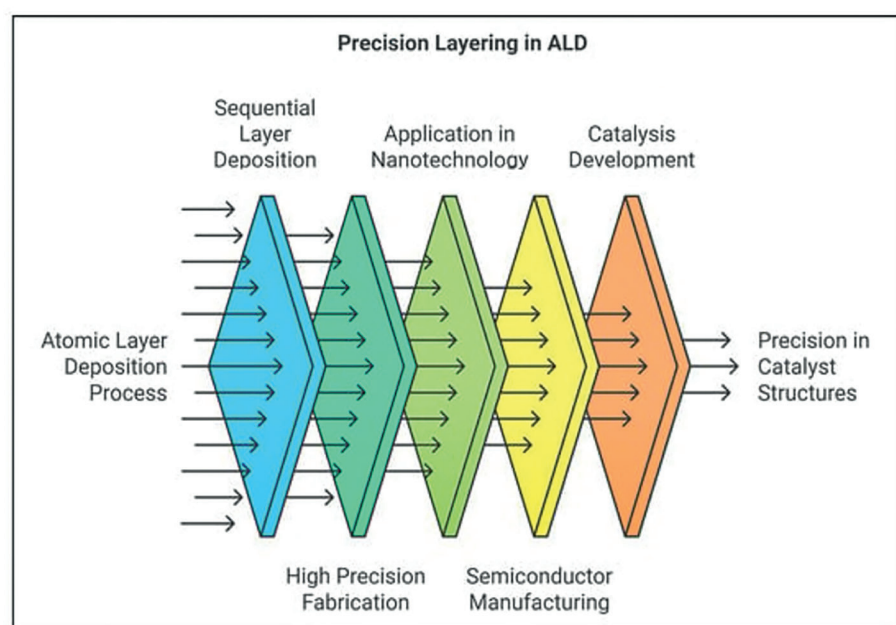 Precision Layering in ALD
Sequential
Layer
Deposition
Application in
Nanotechnology
Catalysis
Development
Atomic Layer
Deposition
Process
Precision in
Catalyst
Structures
High Precision
Fabrication
Semiconductor
Manufacturing